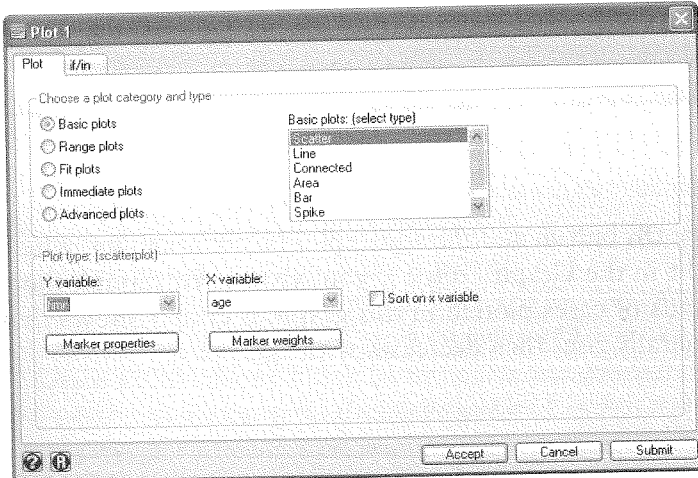 Plot 1
Plot if/in
Choose a plot category and type
Basic plots
Range plots
Fit plots
Immediate plots
Advanced plots
Basic plots: (select type)
Scatter
Line
Connected
Area
Bar
Spike
Plot type: (scatterplot)
Y variable:
X variable:
age
Sort on x variable
Marker properties
Marker weights
? R
Accept Cancel Submit